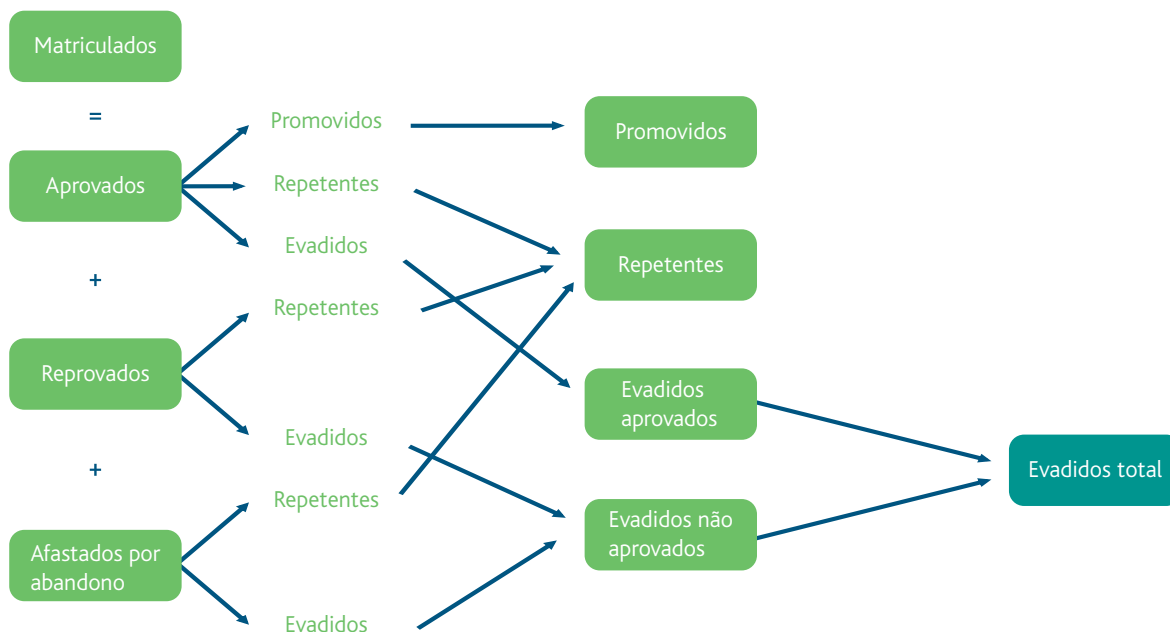 Matriculados
=
Aprovados
+
Reprovados
+
Afastados por
abandono
Promovidos
Repetentes
Evadidos
Repetentes
Evadidos
Repetentes
Evadidos
Promovidos
Repetentes
Evadidos
aprovados
Evadidos não
aprovados
Evadidos total